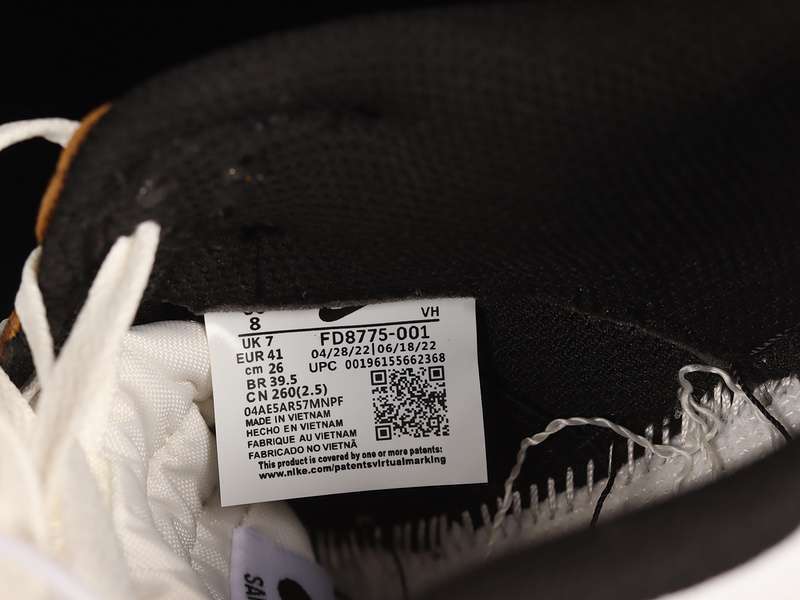 8
VH
UK 7
FD8775-001
EUR 41
04/28/22|06/18/22
cm 26
UPC 00196155662368
BR 39.5
CN 260(2.5)
04AE5AR57MNPF
MADE IN VIETNAM
HECHO EN VIETNAM
FABRIQUE AU VIETNAM
FABRICADO NO VIETNÃ
This product is covered by one or more patents:
www.nike.com/patentsvirtualmarking